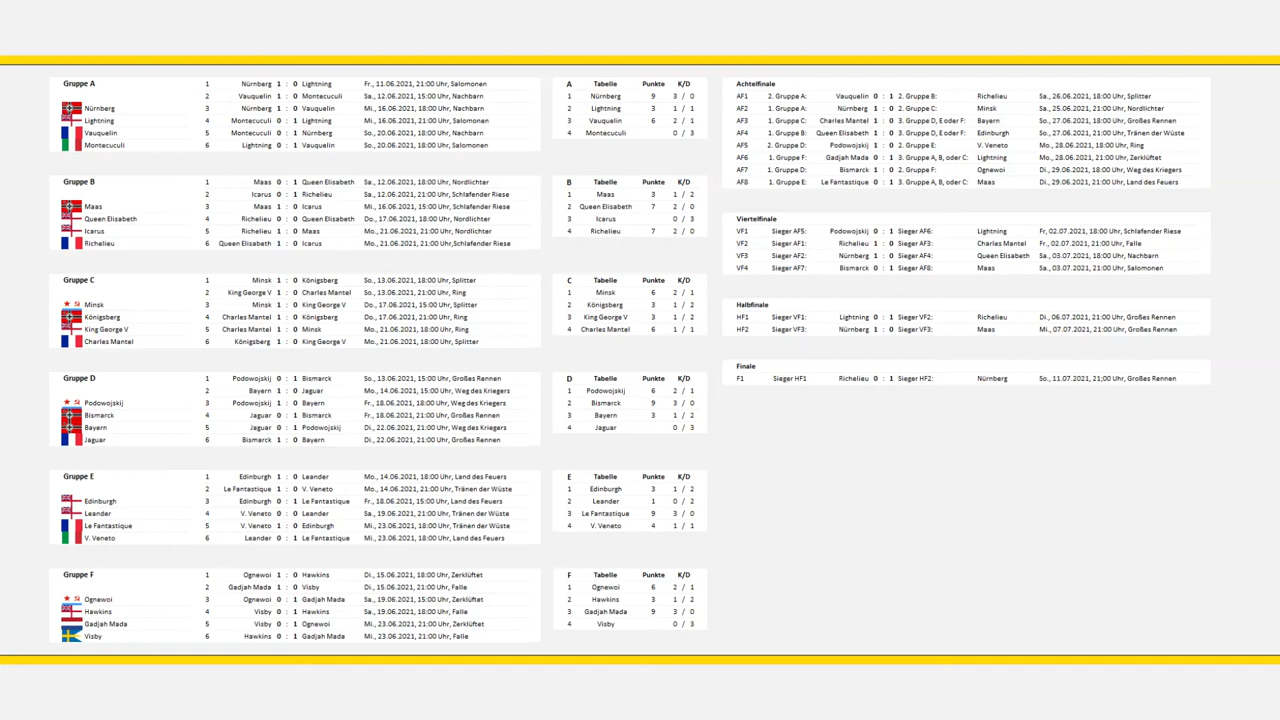 Gruppe A
1 Nürnberg 1 : 0 Lightning Fr., 11.06.2021, 21:00 Uhr, Salomonen
2 Vauquelin 1 : 0 Montecuculi Sa., 12.06.2021, 15:00 Uhr, Nachbarn
Nürnberg 3 Nürnberg 1 : 0 Vauquelin Mi., 16.06.2021, 18:00 Uhr, Nachbarn
Lightning 4 Montecuculi 0 : 1 Lightning Mi., 16.06.2021, 21:00 Uhr, Salomonen
Vauquelin 5 Montecuculi 0 : 1 Nürnberg So., 20.06.2021, 18:00 Uhr, Nachbarn
Montecuculi 6 Lightning 0 : 1 Vauquelin So., 20.06.2021, 18:00 Uhr, Salomonen
Gruppe B
1 Maas 0 : 1 Queen Elisabeth Sa., 12.06.2021, 18:00 Uhr, Nordlichter
2 Icarus 0 : 1 Richelieu Sa., 12.06.2021, 21:00 Uhr, Schlafender Riese
Maas 3 Maas 1 : 0 Icarus Mi., 16.06.2021, 15:00 Uhr, Schlafender Riese
Queen Elisabeth 4 Richelieu 0 : 0 Queen Elisabeth Do., 17.06.2021, 18:00 Uhr, Nordlichter
Icarus 5 Richelieu 1 : 0 Maas Mo., 21.06.2021, 21:00 Uhr, Nordlichter
Richelieu 6 Queen Elisabeth 1 : 0 Icarus Mo., 21.06.2021, 21:00 Uhr,Schlafender Riese
Gruppe C
1 Minsk 1 : 0 Königsberg So., 13.06.2021, 18:00 Uhr, Splitter
2 King George V 1 : 0 Charles Mantel So., 13.06.2021, 21:00 Uhr, Ring
Minsk 3 Minsk 1 : 0 King George V Do., 17.06.2021, 15:00 Uhr, Splitter
Königsberg 4 Charles Mantel 1 : 0 Königsberg Do., 17.06.2021, 21:00 Uhr, Ring
King George V 5 Charles Mantel 1 : 0 Minsk Mo., 21.06.2021, 18:00 Uhr, Ring
Charles Mantel 6 Königsberg 1 : 0 King George V Mo., 21.06.2021, 18:00 Uhr, Splitter
Gruppe D
1 Podowojskij 0 : 1 Bismarck So., 13.06.2021, 15:00 Uhr, Großes Rennen
2 Bayern 1 : 0 Jaguar Mo., 14.06.2021, 15:00 Uhr, Weg des Kriegers
Podowojskij 3 Podowojskij 1 : 0 Bayern Fr., 18.06.2021, 18:00 Uhr, Weg des Kriegers
Bismarck 4 Jaguar 0 : 1 Bismarck Fr., 18.06.2021, 21:00 Uhr, Großes Rennen
Bayern 5 Jaguar 0 : 1 Podowojskij Di., 22.06.2021, 21:00 Uhr, Weg des Kriegers
Jaguar 6 Bismarck 1 : 0 Bayern Di., 22.06.2021, 21:00 Uhr, Großes Rennen
Gruppe E
1 Edinburgh 1 : 0 Leander Mo., 14.06.2021, 18:00 Uhr, Land des Feuers
2 Le Fantastique 1 : 0 V. Veneto Mo., 14.06.2021, 21:00 Uhr, Tränen der Wüste
Edinburgh 3 Edinburgh 0 : 1 Le Fantastique Fr., 18.06.2021, 15:00 Uhr, Land des Feuers
Leander 4 V. Veneto 0 : 0 Leander Sa., 19.06.2021, 21:00 Uhr, Tränen der Wüste
Le Fantastique 5 V. Veneto 1 : 0 Edinburgh Mi., 23.06.2021, 18:00 Uhr, Tränen der Wüste
V. Veneto 6 Leander 0 : 1 Le Fantastique Mi., 23.06.2021, 18:00 Uhr, Land des Feuers
Gruppe F
1 Ognewoi 1 : 0 Hawkins Di., 15.06.2021, 18:00 Uhr, Zerklüftet
2 Gadjah Mada 1 : 0 Visby Di., 15.06.2021, 21:00 Uhr, Falle
Ognewoi 3 Ognewoi 0 : 1 Gadjah Mada Sa., 19.06.2021, 15:00 Uhr, Zerklüftet
Hawkins 4 Visby 0 : 1 Hawkins Sa., 19.06.2021, 18:00 Uhr, Falle
Gadjah Mada 5 Visby 0 : 1 Ognewoi Mi., 23.06.2021, 21:00 Uhr, Zerklüftet
Visby 6 Hawkins 0 : 1 Gadjah Mada Mi., 23.06.2021, 21:00 Uhr, Falle
A Tabelle Punkte K/D
1 Nürnberg 9 3 / 0
2 Lightning 3 1 / 1
3 Vauquelin 6 2 / 1
4 Montecuculi 0 / 3
B Tabelle Punkte K/D
1 Maas 3 1 / 2
2 Queen Elisabeth 7 2 / 0
3 Icarus 0 / 3
4 Richelieu 7 2 / 0
C Tabelle Punkte K/D
1 Minsk 6 2 / 1
2 Königsberg 3 1 / 2
3 King George V 3 1 / 2
4 Charles Mantel 6 1 / 1
D Tabelle Punkte K/D
1 Podowojskij 6 2 / 1
2 Bismarck 9 3 / 0
3 Bayern 3 1 / 2
4 Jaguar 0 / 3
E Tabelle Punkte K/D
1 Edinburgh 3 1 / 2
2 Leander 1 0 / 2
3 Le Fantastique 9 3 / 0
4 V. Veneto 4 1 / 1
F Tabelle Punkte K/D
1 Ognewoi 6 2 / 1
2 Hawkins 3 1 / 2
3 Gadjah Mada 9 3 / 0
4 Visby 0 / 3
Achtelfinale
AF1 2. Gruppe A: Vauquelin 0 : 1 2. Gruppe B: Richelieu Sa., 26.06.2021, 18:00 Uhr, Splitter
AF2 1. Gruppe A: Nürnberg 1 : 0 2. Gruppe C: Minsk Sa., 25.06.2021, 21:00 Uhr, Nordlichter
AF3 1. Gruppe C: Charles Mantel 1 : 0 3. Gruppe D, E oder F: Bayern So., 27.06.2021, 18:00 Uhr, Großes Rennen
AF4 1. Gruppe B: Queen Elisabeth 1 : 0 3. Gruppe D, E oder F: Edinburgh So., 27.06.2021, 21:00 Uhr, Tränen der Wüste
AF5 2. Gruppe D: Podowojskij 1 : 0 2. Gruppe E: V. Veneto Mo., 28.06.2021, 18:00 Uhr, Ring
AF6 1. Gruppe F: Gadjah Mada 0 : 1 3. Gruppe A, B, oder C: Lightning Mo., 28.06.2021, 21:00 Uhr, Zerklüftet
AF7 1. Gruppe D: Bismarck 1 : 0 2. Gruppe F: Ognewoi Di., 29.06.2021, 18:00 Uhr, Weg des Kriegers
AF8 1. Gruppe E: Le Fantastique 0 : 1 3. Gruppe A, B, oder C: Maas Di., 29.06.2021, 21:00 Uhr, Land des Feuers
Viertelfinale
VF1 Sieger AF5: Podowojskij 0 : 1 Sieger AF6: Lightning Fr, 02.07.2021, 18:00 Uhr, Schlafender Riese
VF2 Sieger AF1: Richelieu 1 : 0 Sieger AF3: Charles Mantel Fr., 02.07.2021, 21:00 Uhr, Falle
VF3 Sieger AF2: Nürnberg 1 : 0 Sieger AF4: Queen Elisabeth Sa., 03.07.2021, 18:00 Uhr, Nachbarn
VF4 Sieger AF7: Bismarck 0 : 1 Sieger AF8: Maas Sa., 03.07.2021, 21:00 Uhr, Salomonen
Halbfinale
HF1 Sieger VF1: Lightning 0 : 1 Sieger VF2: Richelieu Di., 06.07.2021, 21:00 Uhr, Großes Rennen
HF2 Sieger VF3: Nürnberg 1 : 0 Sieger VF3: Maas Mi., 07.07.2021, 21:00 Uhr, Großes Rennen
Finale
F1 Sieger HF1 Richelieu 0 : 1 Sieger HF2: Nürnberg So., 11.07.2021, 21;00 Uhr, Großes Rennen